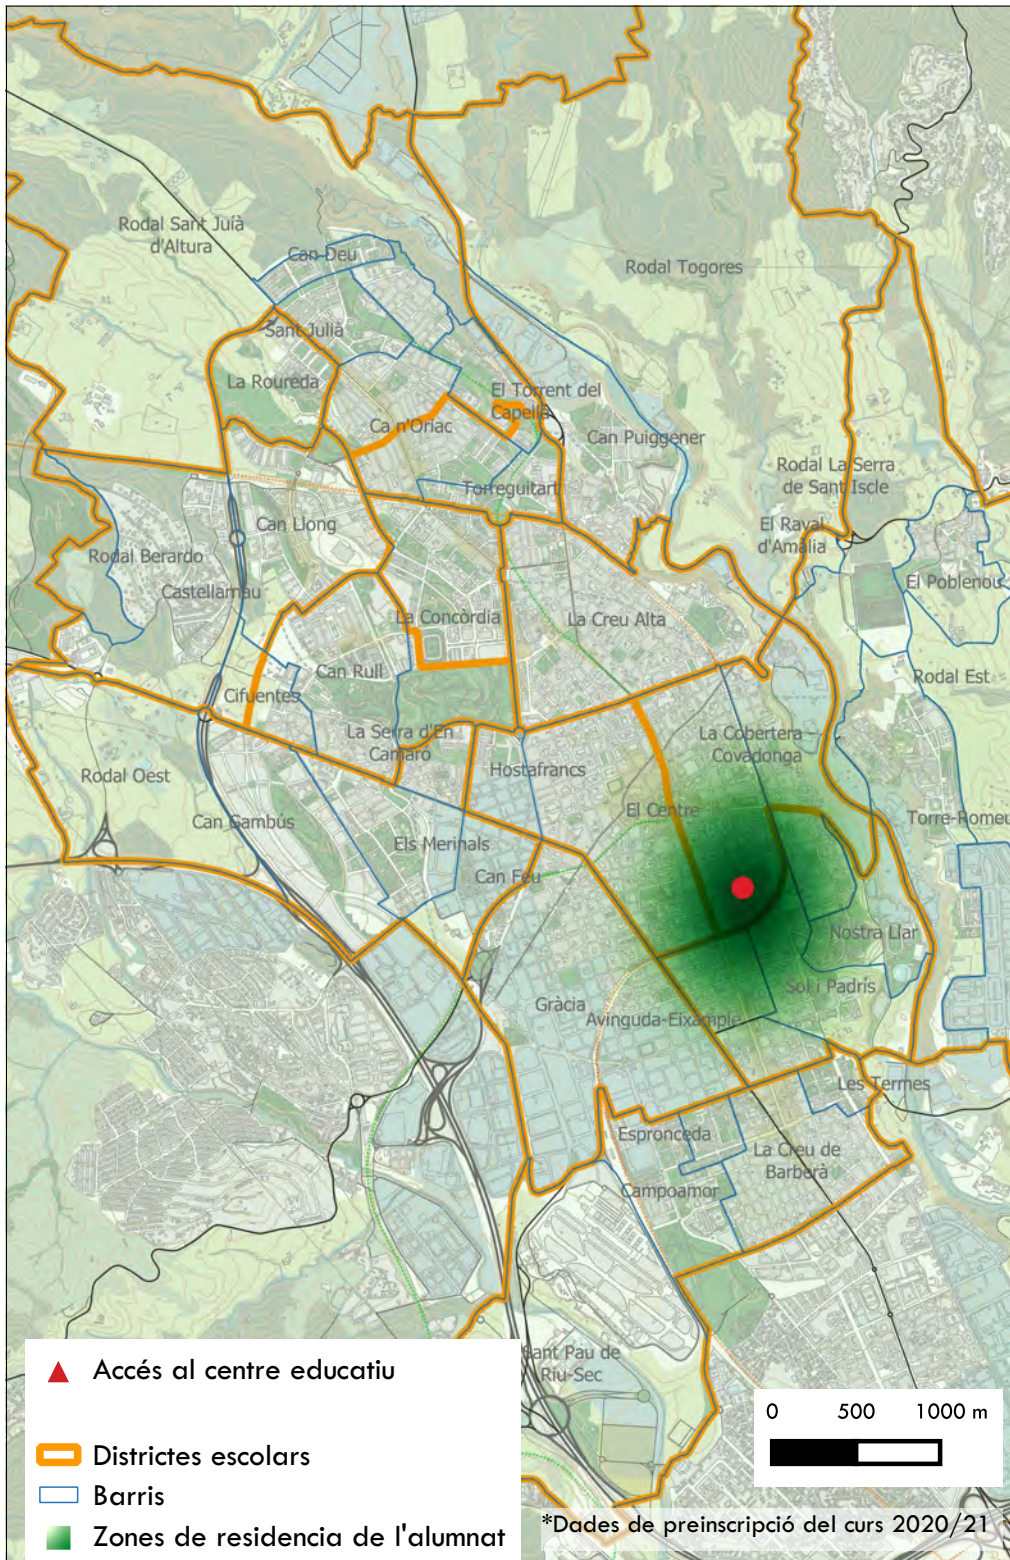 Rodal Sant Juíà
d'Altura
Can Deu
Rodal Togores
Sant Julià
La Roureda
El Torrent del
Capellà
Ca n'Oriac
Can Puiggener
Rodal La Serra
de Sant Iscle
Torreguitart
Can Llong
El Raval
d'Amàlia
Rodal Berardo
El Poblenou
Castellarnau
La Concòrdia
La Creu Alta
Can Rull
Rodal Est
Cifuentes
La Serra d'En
Camaró
La Cobertera
Covadonga
Hostafrancs
Rodal Oest
El Centre
Can Gambús
Torre-Romeu
Els Merinals
Can Feu
Nostra Llar
Sol i Padrís
Gràcia
Avinguda-Eixample
Les Termes
Espronceda
La Creu de
Barberà
Campoamor
Sant Pau de
Riu-Sec
Accés al centre educatiu
Districtes escolars
Barris
Zones de residencia de l'alumnat
0 500 1000 m
*Dades de preinscripció del curs 2020/21